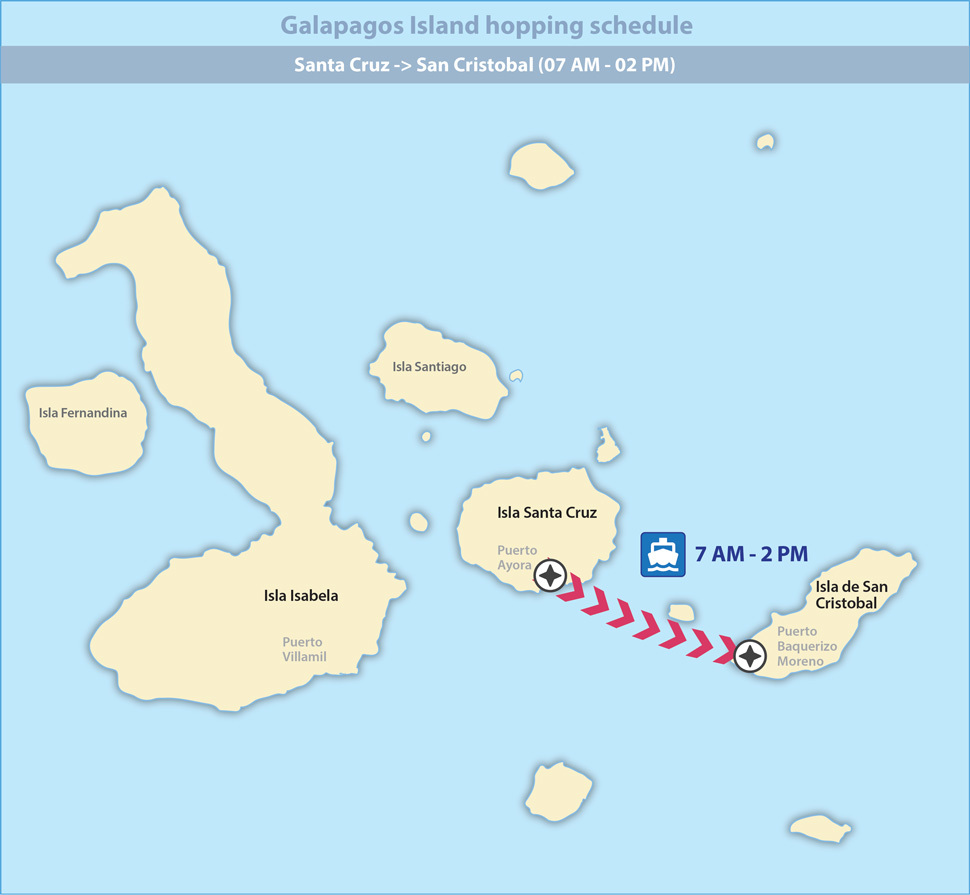 Galapagos Island hopping schedule
Santa Cruz -> San Cristobal (07 AM - 02 PM)
Isla Santiago
Isla Fernandina
Isla Santa Cruz
Puerto
Ayora
7 AM - 2 PM
Isla de San
Cristobal
Isla Isabela
Puerto
Villamil
Puerto
Baquerizo
Moreno